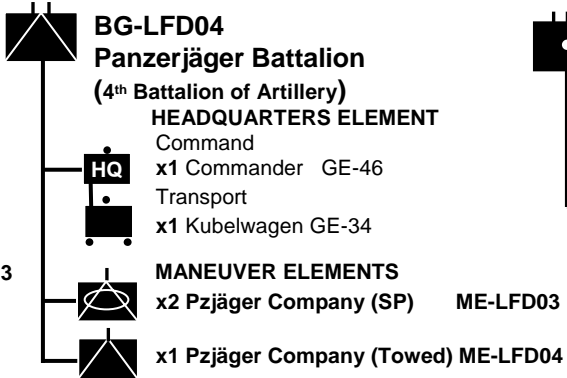 BG-LFD04
Panzerjäger Battalion
(4th Battalion of Artillery)
HEADQUARTERS ELEMENT
Command
HQ x1 Commander GE-46
Transport
x1 Kubelwagen GE-34
3 MANEUVER ELEMENTS
x2 Pzjäger Company (SP) ME-LFD03
x1 Pzjäger Company (Towed) ME-LFD04